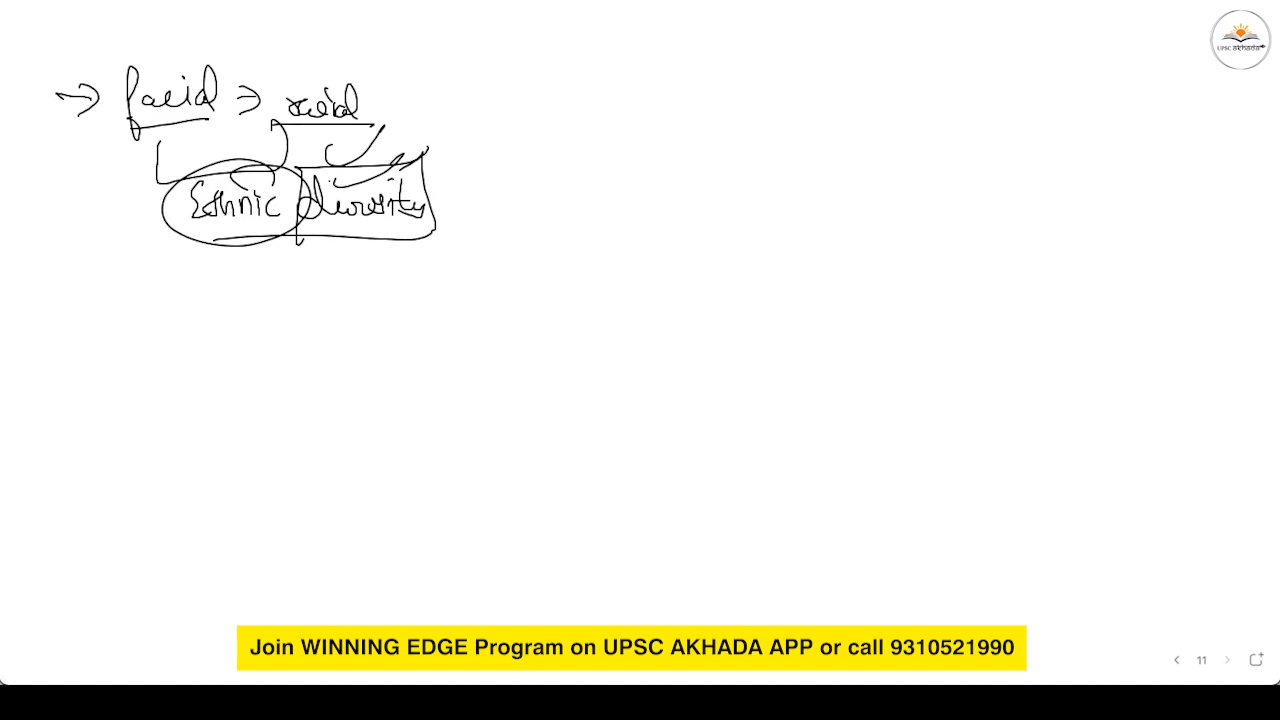 UPSC akhada
→ facial ⇒ racial
Ethnic diversity
Join WINNING EDGE Program on UPSC AKHADA APP or call 9310521990
< 11 >